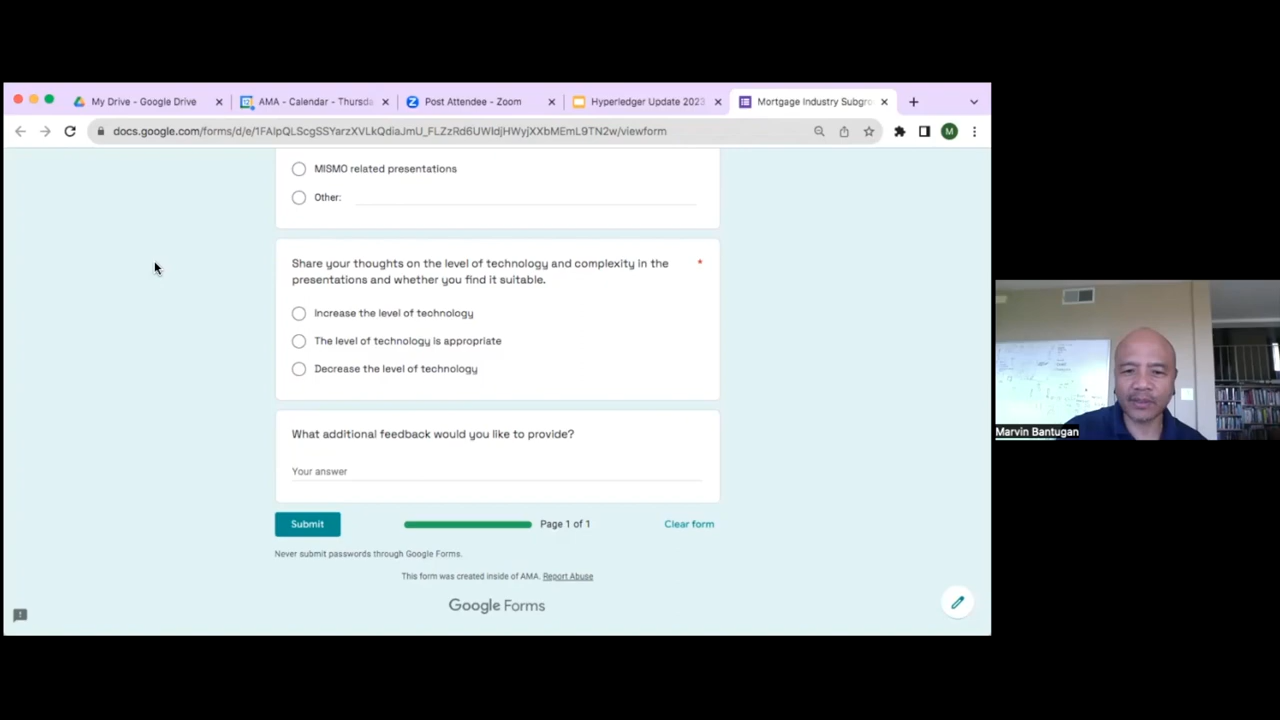 My Drive - Google Drive
AMA - Calendar - Thursda
Post Attendee - Zoom
Hyperledger Update 2023
Mortgage Industry Subgro
docs.google.com/forms/d/e/1FAIpQLScgSSYarzXVLkQdiaJmU_FLZzRd6UWIdjHWyjXXbMEmL9TN2w/viewform
M
MISMO related presentations
Other:
Share your thoughts on the level of technology and complexity in the *
presentations and whether you find it suitable.
Increase the level of technology
The level of technology is appropriate
Decrease the level of technology
What additional feedback would you like to provide?
Your answer
Submit
Page 1 of 1
Clear form
Never submit passwords through Google Forms.
This form was created inside of AMA. Report Abuse
Google Forms
Marvin Bantugan